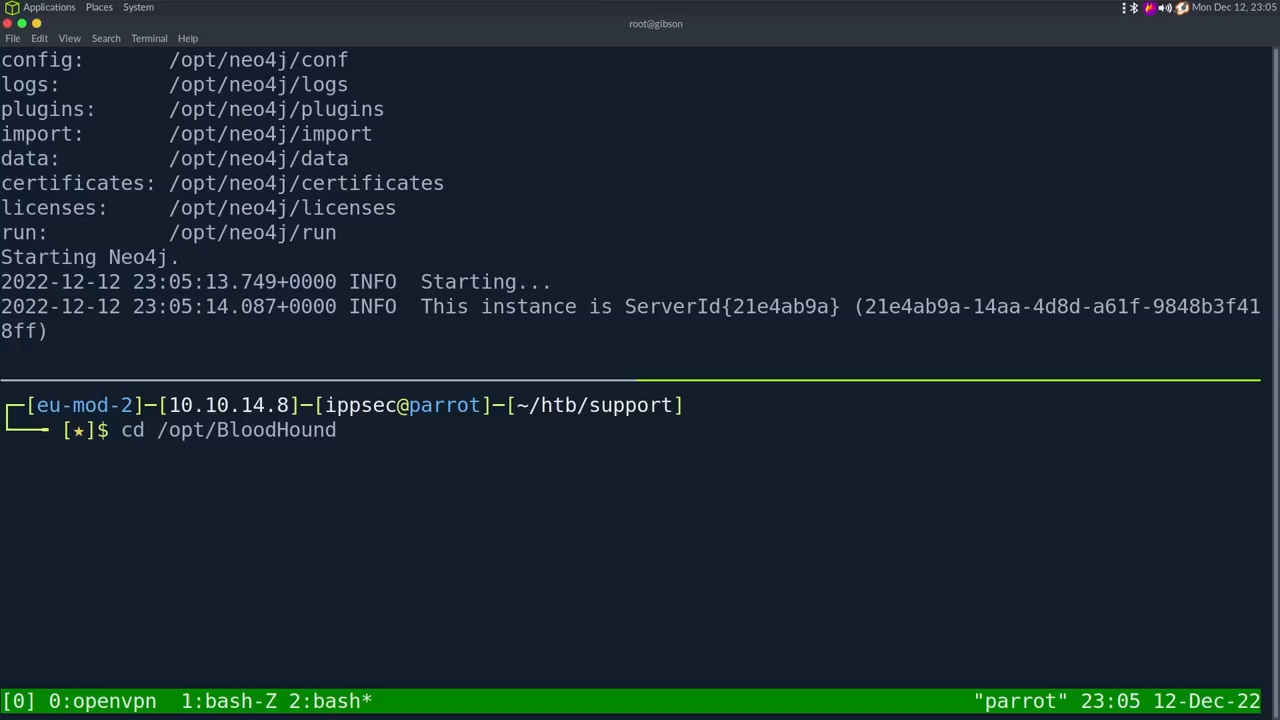 Applications Places System
Mon Dec 12, 23:05
root@gibson
File Edit View Search Terminal Help
config:       /opt/neo4j/conf
logs:         /opt/neo4j/logs
plugins:      /opt/neo4j/plugins
import:       /opt/neo4j/import
data:         /opt/neo4j/data
certificates: /opt/neo4j/certificates
licenses:     /opt/neo4j/licenses
run:          /opt/neo4j/run
Starting Neo4j.
2022-12-12 23:05:13.749+0000 INFO  Starting...
2022-12-12 23:05:14.087+0000 INFO  This instance is ServerId{21e4ab9a} (21e4ab9a-14aa-4d8d-a61f-9848b3f41
8ff)
┌─[eu-mod-2]─[10.10.14.8]─[ippsec@parrot]─[~/htb/support]
└──╼ [★]$ cd /opt/BloodHound
[0] 0:openvpn  1:bash-Z 2:bash* "parrot" 23:05 12-Dec-22